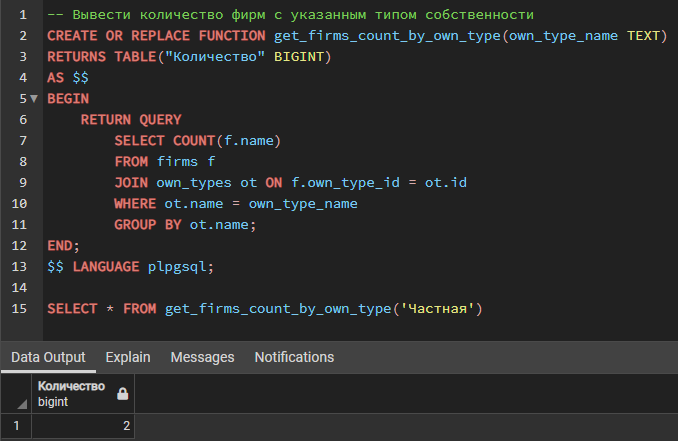 1 -- Вывести количество фирм с указанным типом собственности
2 CREATE OR REPLACE FUNCTION get_firms_count_by_own_type(own_type_name TEXT)
3 RETURNS TABLE("Количество" BIGINT)
4 AS $$
5 BEGIN
6 RETURN QUERY
7 SELECT COUNT(f.name)
8 FROM firms f
9 JOIN own_types ot ON f.own_type_id = ot.id
10 WHERE ot.name = own_type_name
11 GROUP BY ot.name;
12 END;
13 $$ LANGUAGE plpgsql;
14
15 SELECT * FROM get_firms_count_by_own_type('Частная')
Data Output Explain Messages Notifications
Количество
bigint
1 2